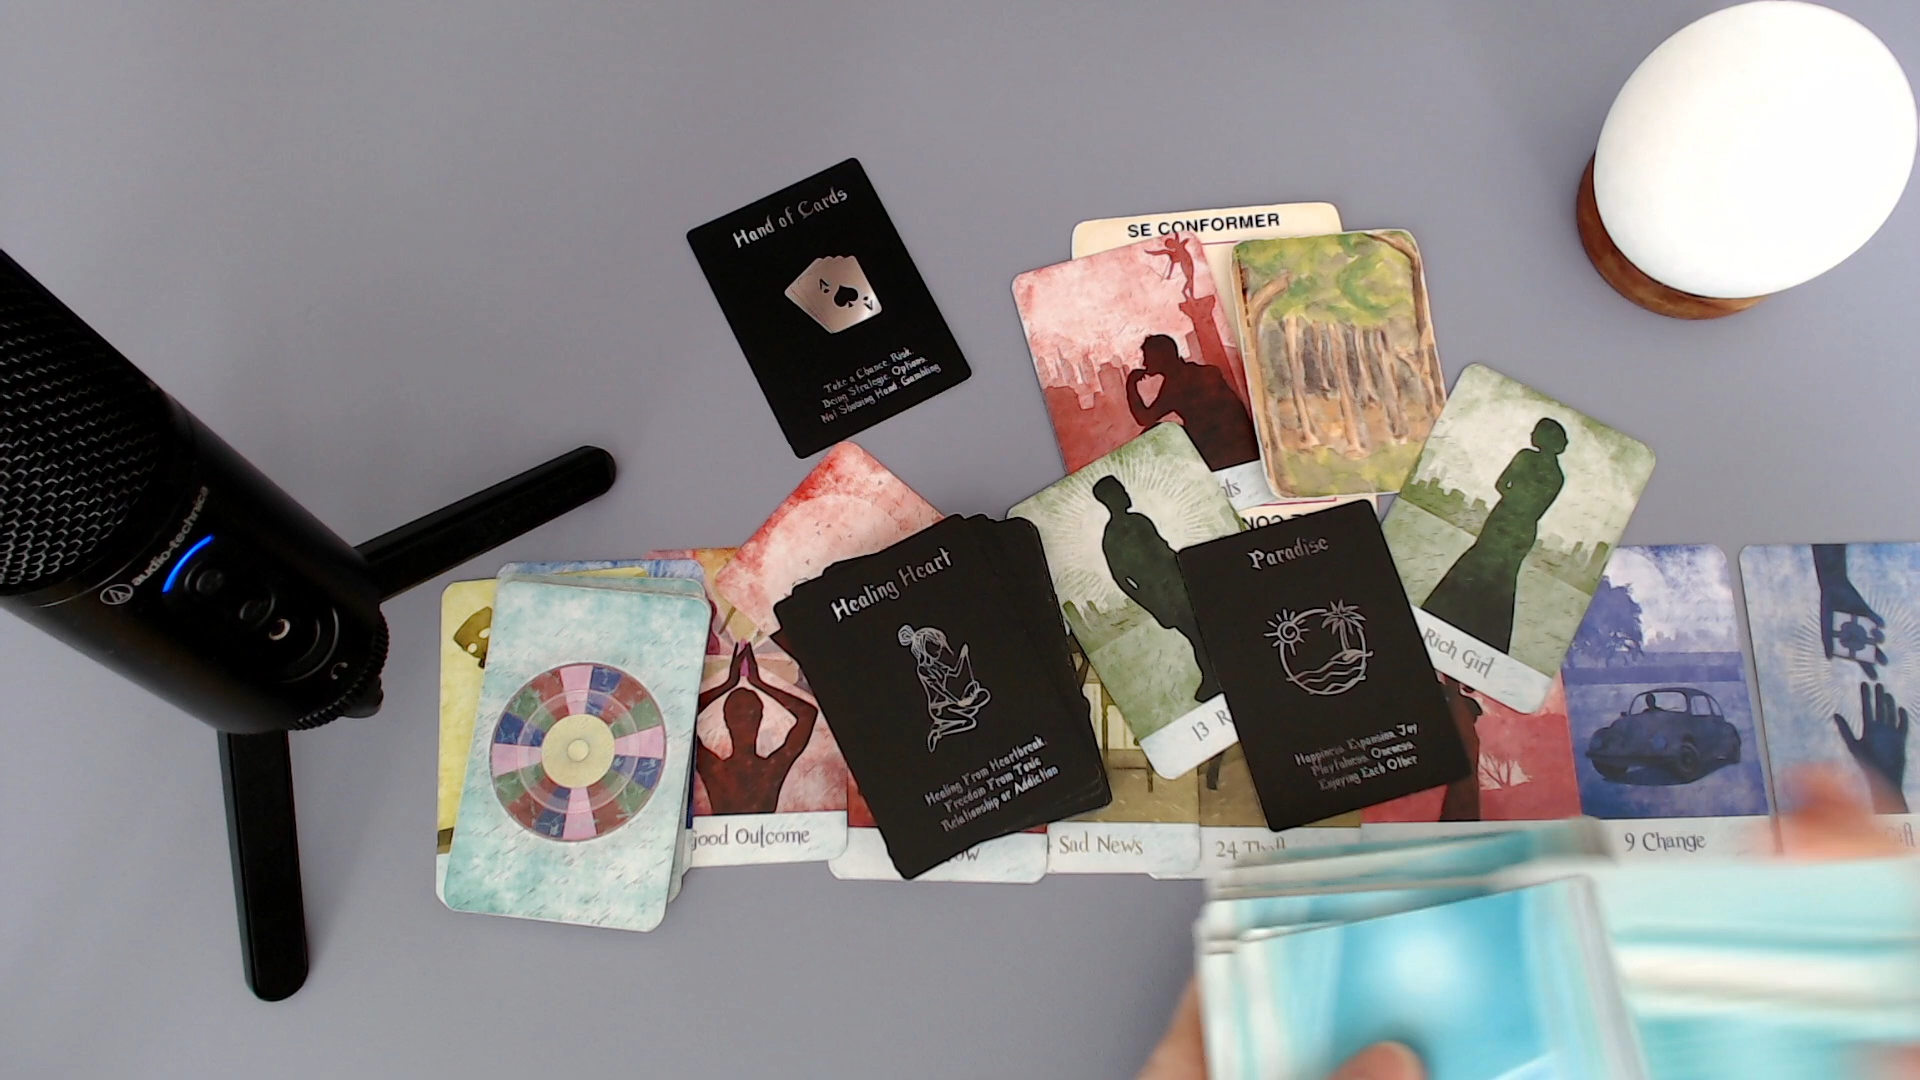 Hand of Cards
A
A
Take a Chance. Risk.
Being Strategic. Options.
Not Showing Hand. Gambling
SE CONFORMER
audio-technica
Healing Heart
Healing From Heartbreak.
Freedom From Toxic
Relationship or Addiction
Paradise
Happiness Expansion Joy
Playfulness. Oneness.
Enjoying Each Other
Rich Girl
13 R
Good Outcome
Sad News
24
9 Change